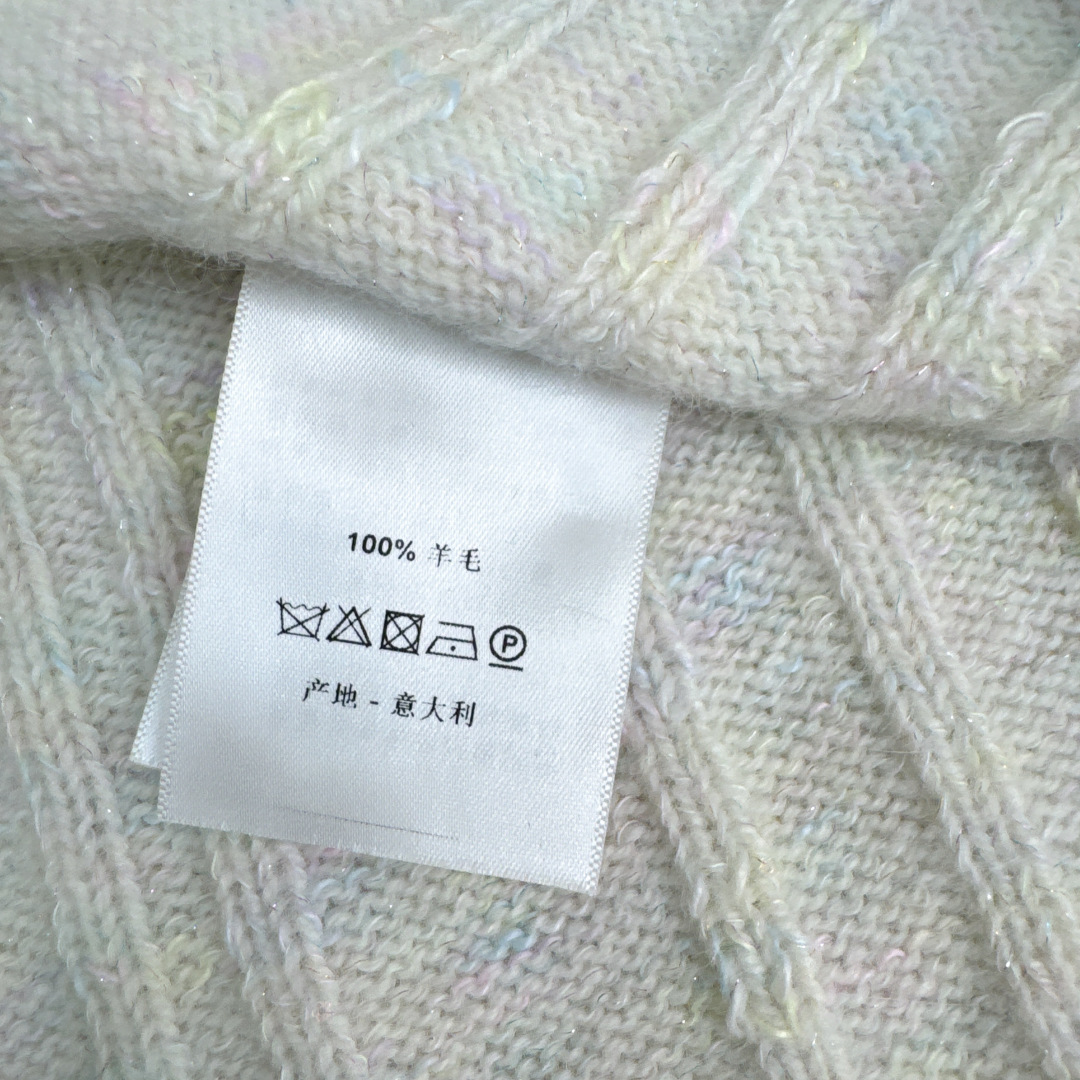 100% 羊毛
P
产地 - 意大利